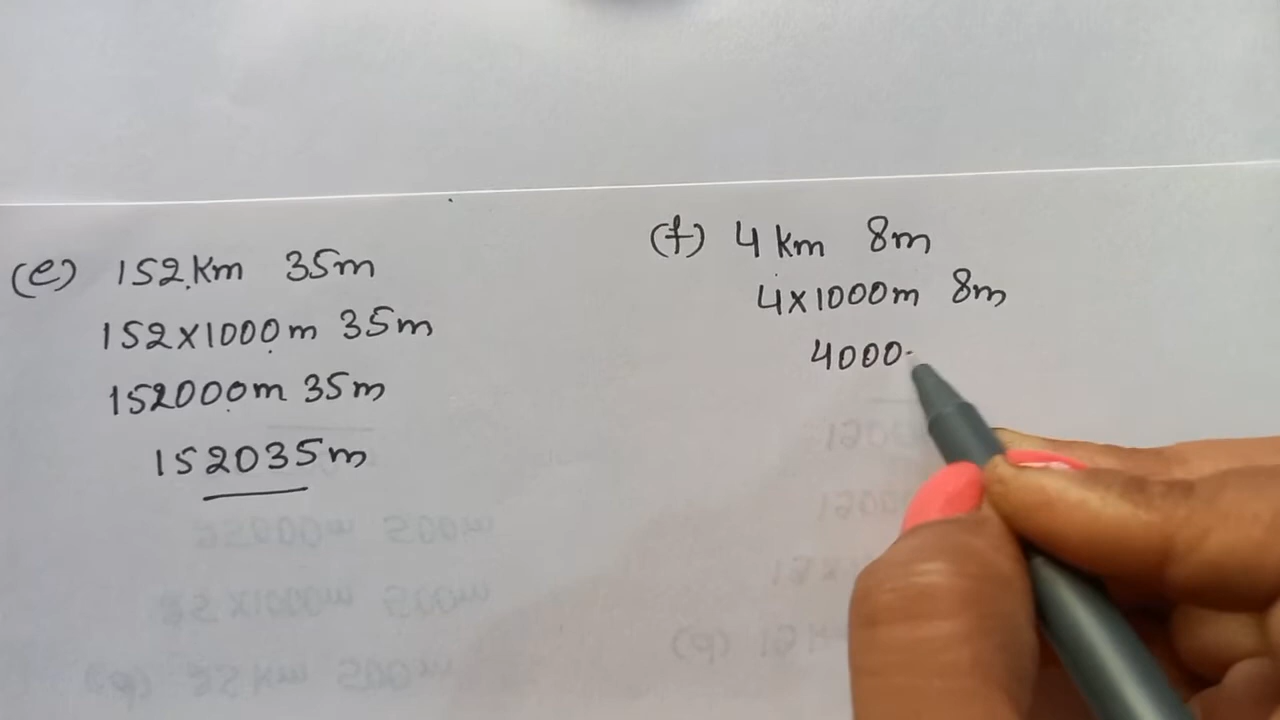 (e) 152 Km 35m
152x1000m 35m
152000m 35m
152035m
(f) 4 km 8m
4x1000m 8m
4000